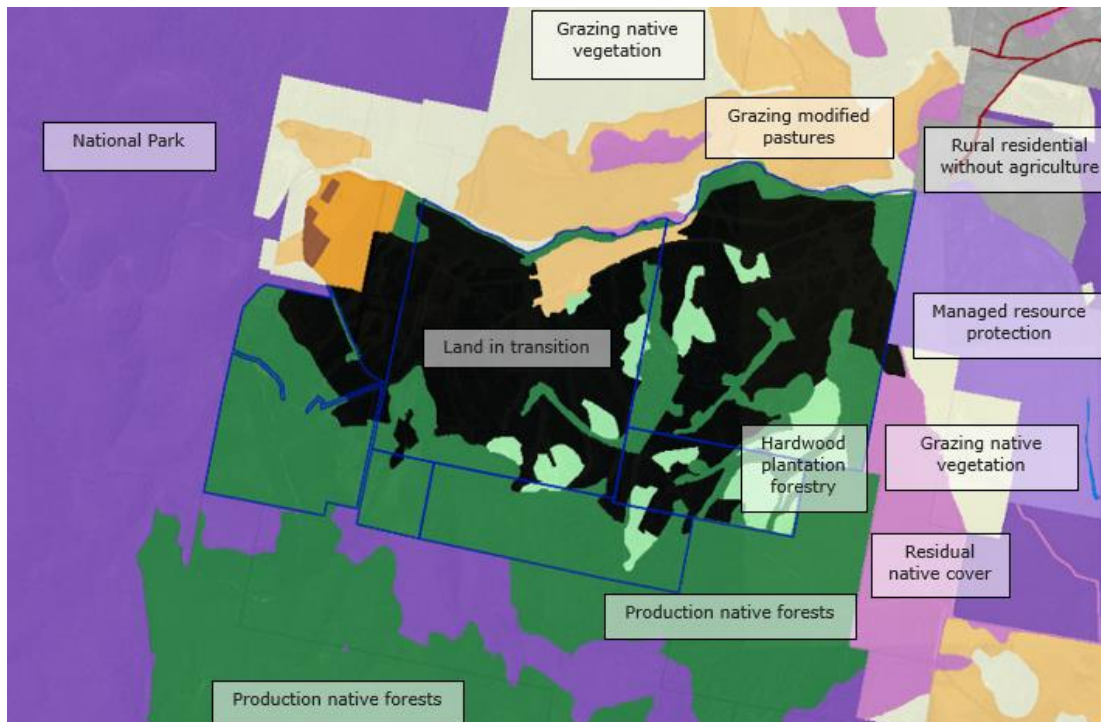 Grazing native
vegetation
National Park
Grazing modified
pastures
Rural residential
without agriculture
Managed resource
protection
Land in transition
Hardwood
plantation
forestry
Grazing native
vegetation
Residual
native cover
Production native forests
Production native forests